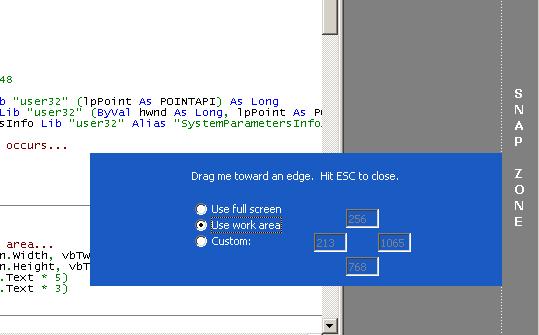 48
b "user32" (lpPoint As POINTAPI) As Long
Lib "user32" (ByVal hwnd As Long, lpPoint As P
sInfo Lib "user32" Alias "SystemParametersInfo
occurs...
Drag me toward an edge. Hit ESC to close.
Use full screen
Use work area
Custom:
256
213
1065
768
area...
n.Width, vbTw
n.Height, vbT
.Text * 5)
.Text * 3)
SNAP ZONE